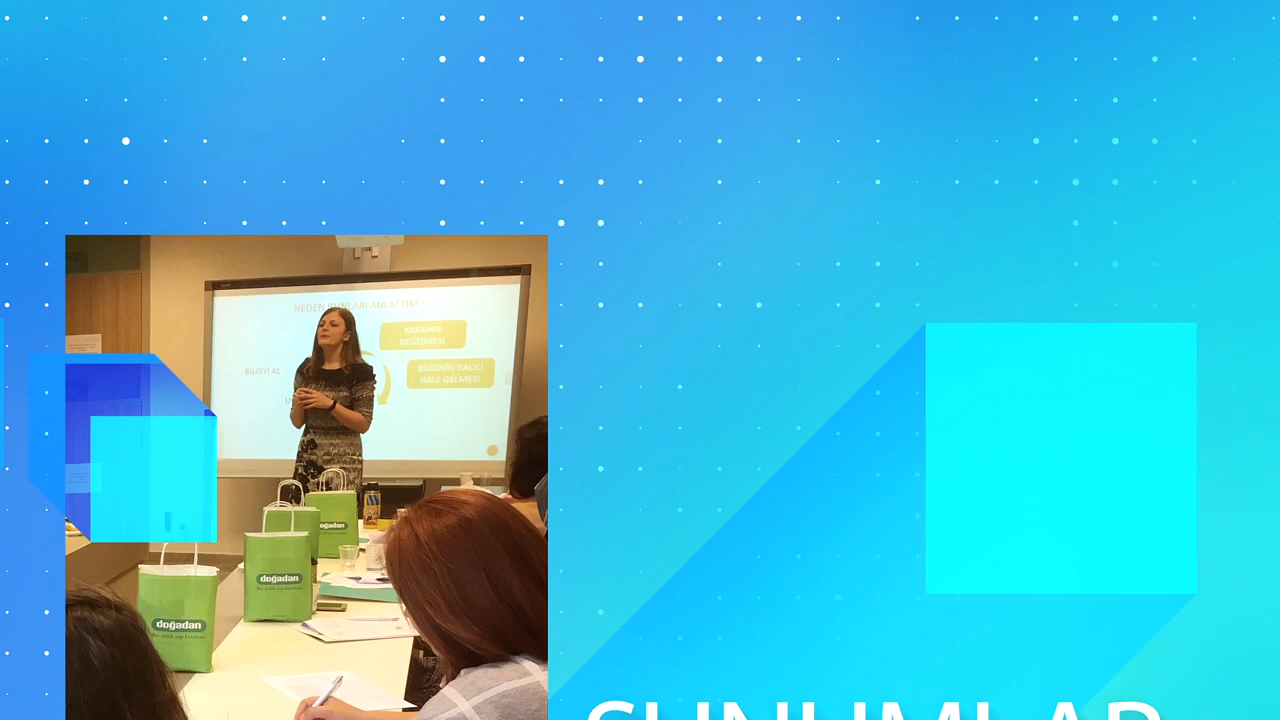 NEDEN BUNLARI ANLATTIM?
KAFANIN
DEĞİŞMESİ
BİLGİYİ AL
BİLGİNİN KALICI
HALE GELMESİ
doğadan
doğadan
doğadan
SUNUMLAR